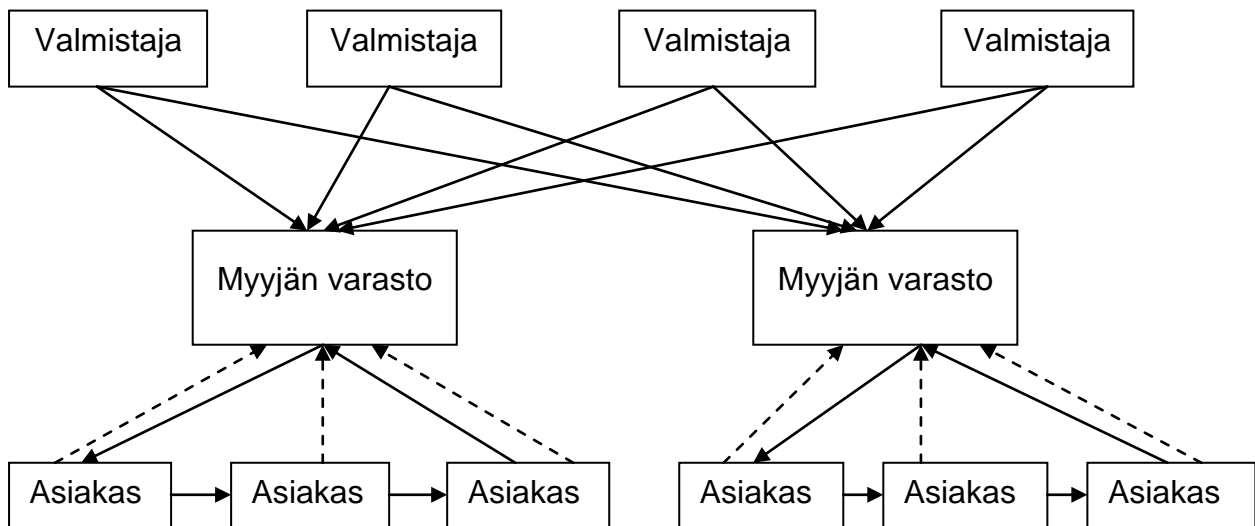 Valmistaja
Valmistaja
Valmistaja
Valmistaja
Myyjän varasto
Myyjän varasto
Asiakas
Asiakas
Asiakas
Asiakas
Asiakas
Asiakas